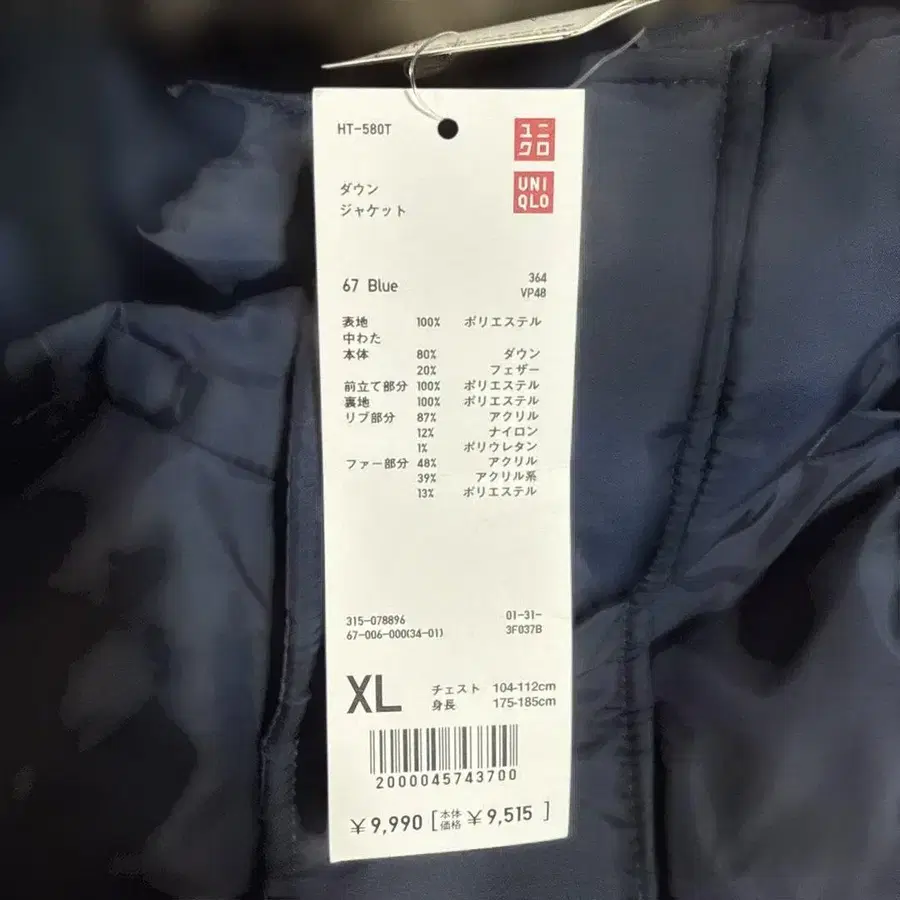 HT-580T
ユニ
クロ
UNI
QLO
ダウン
ジャケット
67 Blue
364
VP48
表地 100% ポリエステル
中わた
本体 80% ダウン
20% フェザー
前立て部分 100% ポリエステル
裏地 100% ポリエステル
リブ部分 87% アクリル
12% ナイロン
1% ポリウレタン
ファー部分 48% アクリル
39% アクリル系
13% ポリエステル
315-078896 01-31-
67-006-000(34-01) 3F037B
XL
チェスト 104-112cm
身長 175-185cm
2000045743700
¥9,990 [本体価格 ¥9,515 ]